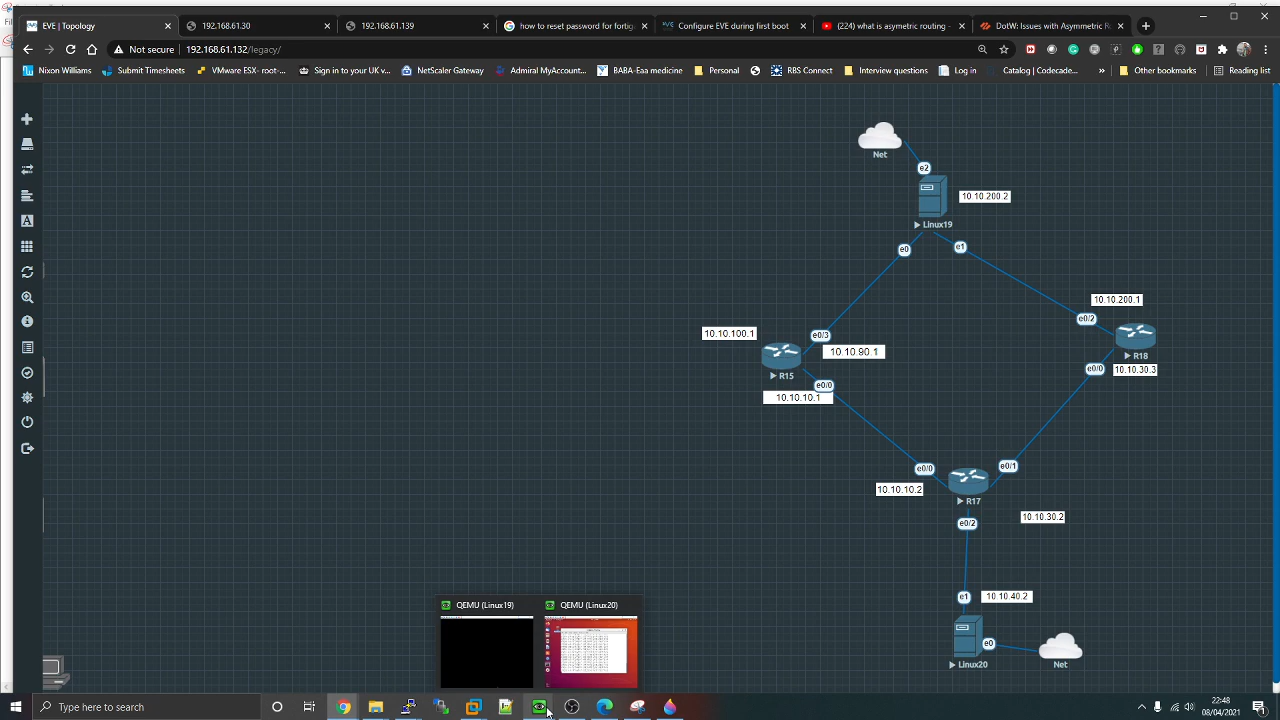 EVE | Topology
192.168.61.30
192.168.61.139
how to reset password for fortig
Configure EVE during first boot
(224) what is asymetric routing -
DotW: Issues with Asymmetric R
Not secure
192.168.61.132/legacy/
Nixon Williams
Submit Timesheets
VMware ESX- root-...
Sign in to your UK v...
NetScaler Gateway
Admiral MyAccount...
BABA-Eaa medicine
Personal
RBS Connect
Interview questions
Log in
Catalog | Codecade...
»
Other bookmarks
Reading list
Net
e2
10.10.200.2
Linux19
e0
e1
10.10.200.1
e0/2
10.10.100.1
e0/3
10.10.90.1
R18
R15
e0/0
10.10.30.3
e0/0
10.10.10.1
e0/0
e0/1
R17
10.10.10.2
10.10.30.2
e0/2
e1
10.10.40.2
e0
Linux20
Net
QEMU (Linux19)
QEMU (Linux20)
Type here to search
22:48
08/04/2021